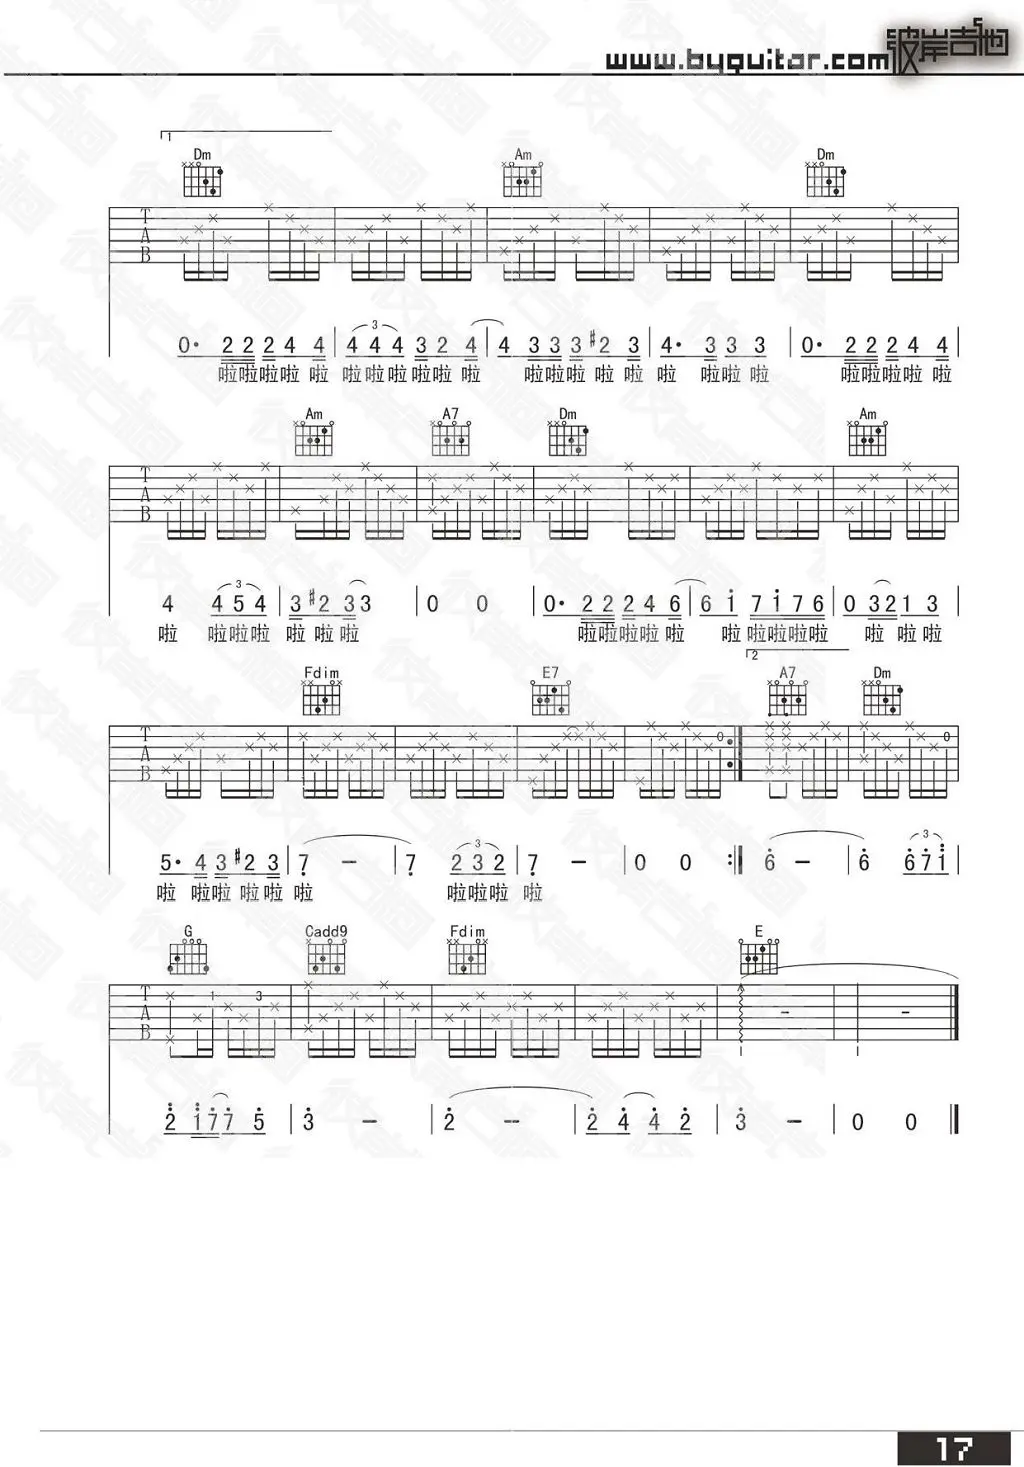 www.byguitar.com 彼岸吉他
1
Dm Am Dm
T
A
B
0· 2 2 2 4 4 | 4 4 4 3 2 4 | 4 3 3 3 #2 3 | 4· 3 3 3 | 0· 2 2 2 4 4
3
啦啦啦啦 啦 啦 啦 啦 啦啦 啦 啦啦啦 啦 啦 啦 啦啦 啦 啦啦啦啦 啦
Am A7 Dm Am
T
A
B
3
4 4 5 4 | 3 #2 3 3 | 0 0 | 0· 2 2 2 4 6 | 6 i 7 i 7 6 | 0 3 2 1 3
啦 啦啦啦 啦 啦 啦 啦啦啦啦 啦 啦 啦啦啦啦 啦 啦 啦
2
Fdim E7 A7 Dm
T
A
B
0 0
3 3
5· 4 3 #2 3 | 7 – | 7 2 3 2 | 7 – | 0 0 :| 6 – | 6 6 7 i
啦 啦啦 啦 啦 啦 啦啦啦 啦
G Cadd9 Fdim E
T
A
B
1 3
- -
2 1 7 7 5 | 3 – | 2 – | 2 4 4 2 | 3 – | 0 0
17